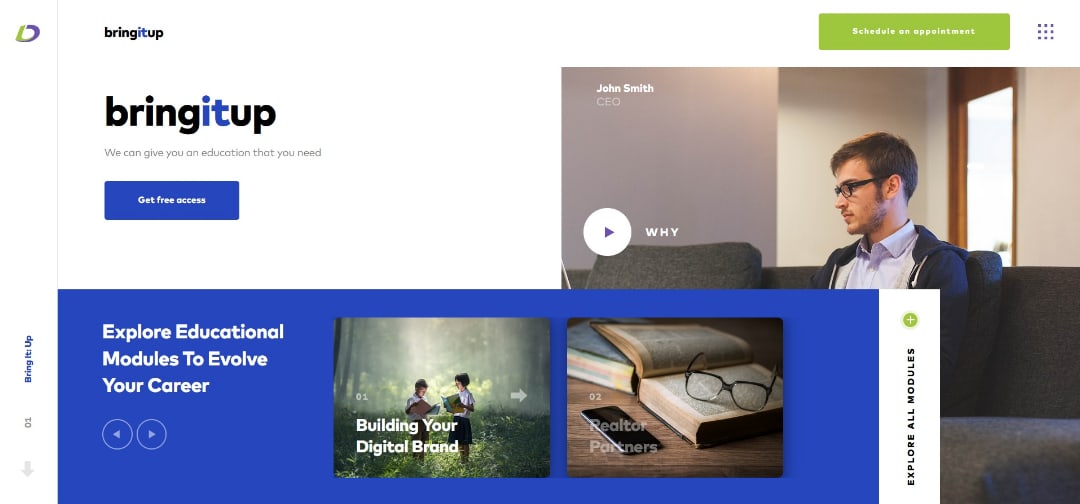 bringitup
Schedule an appointment
bringitup
We can give you an education that you need
Get free access
John Smith
CEO
WHY
Bring It Up
01
Explore Educational
Modules To Evolve
Your Career
01
Building Your
Digital Brand
02
Realtor
Partners
EXPLORE ALL MODULES